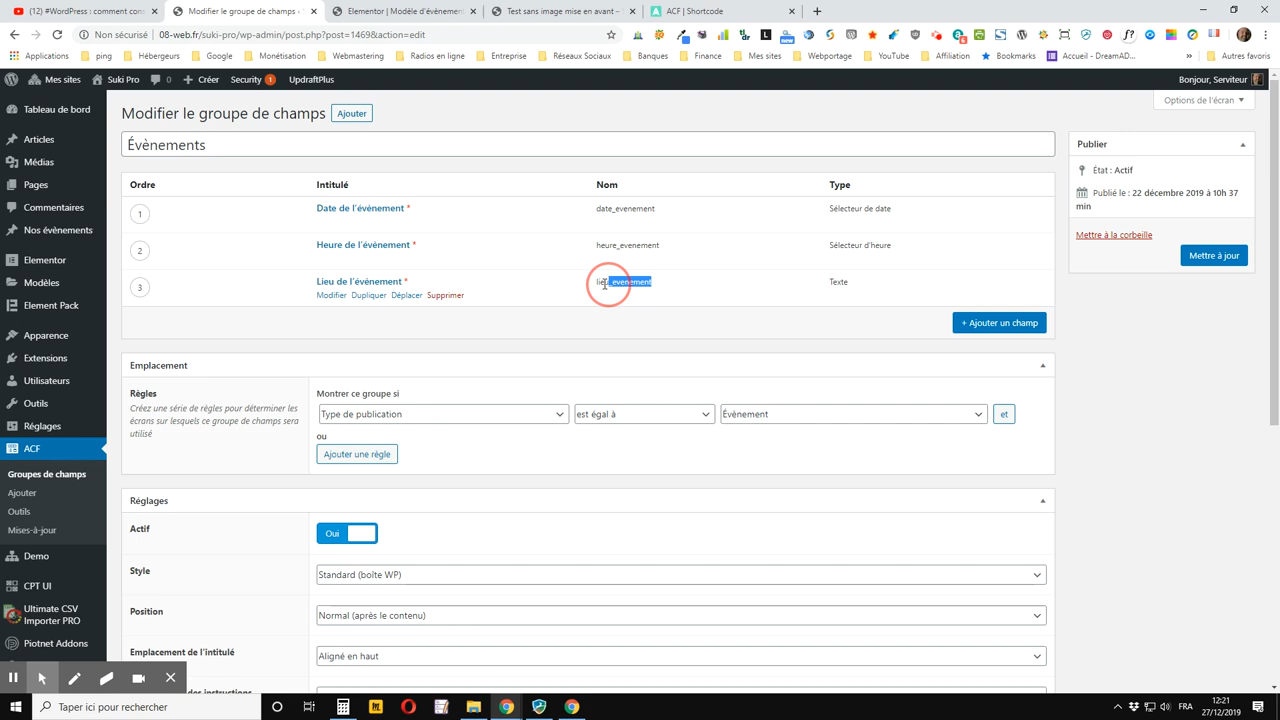 (12) #WordPress : comment cons
Modifier le groupe de champs ‹ S
Elementor | Modèle d'évènement
Test sans image mise en avant –
ACF | Shortcode
Non sécurisé
08-web.fr/suki-pro/wp-admin/post.php?post=1469&action=edit
Applications
ping
Hébergeurs
Google
Monétisation
Webmastering
Radios en ligne
Entreprise
Réseaux Sociaux
Banques
Finance
Mes sites
Webportage
YouTube
Affiliation
Bookmarks
Accueil - DreamAD...
»
Autres favoris
Mes sites
Suki Pro
0
Créer
Security 1
UpdraftPlus
Bonjour, Serviteur
Options de l'écran
Tableau de bord
Articles
Médias
Pages
Commentaires
Nos évènements
Elementor
Modèles
Element Pack
Apparence
Extensions
Utilisateurs
Outils
Réglages
ACF
Groupes de champs
Ajouter
Outils
Mises-à-jour
Demo
CPT UI
Ultimate CSV
Importer PRO
Piotnet Addons
Modifier le groupe de champs
Ajouter
Évènements
Ordre Intitulé Nom Type
1 Date de l'événement * date_evenement Sélecteur de date
2 Heure de l'événement * heure_evenement Sélecteur d'heure
3 Lieu de l'événement * lieu_evenement Texte
Modifier Dupliquer Déplacer Supprimer
+ Ajouter un champ
Emplacement
Règles
Créez une série de règles pour déterminer les
écrans sur lesquels ce groupe de champs sera
utilisé
Montrer ce groupe si
Type de publication
est égal à
Évènement
et
ou
Ajouter une règle
Réglages
Actif
Oui
Style
Standard (boîte WP)
Position
Normal (après le contenu)
Emplacement de l'intitulé
Aligné en haut
des instructions
Publier
État : Actif
Publié le : 22 décembre 2019 à 10h 37
min
Mettre à la corbeille
Mettre à jour
Taper ici pour rechercher
FRA
12:21
27/12/2019